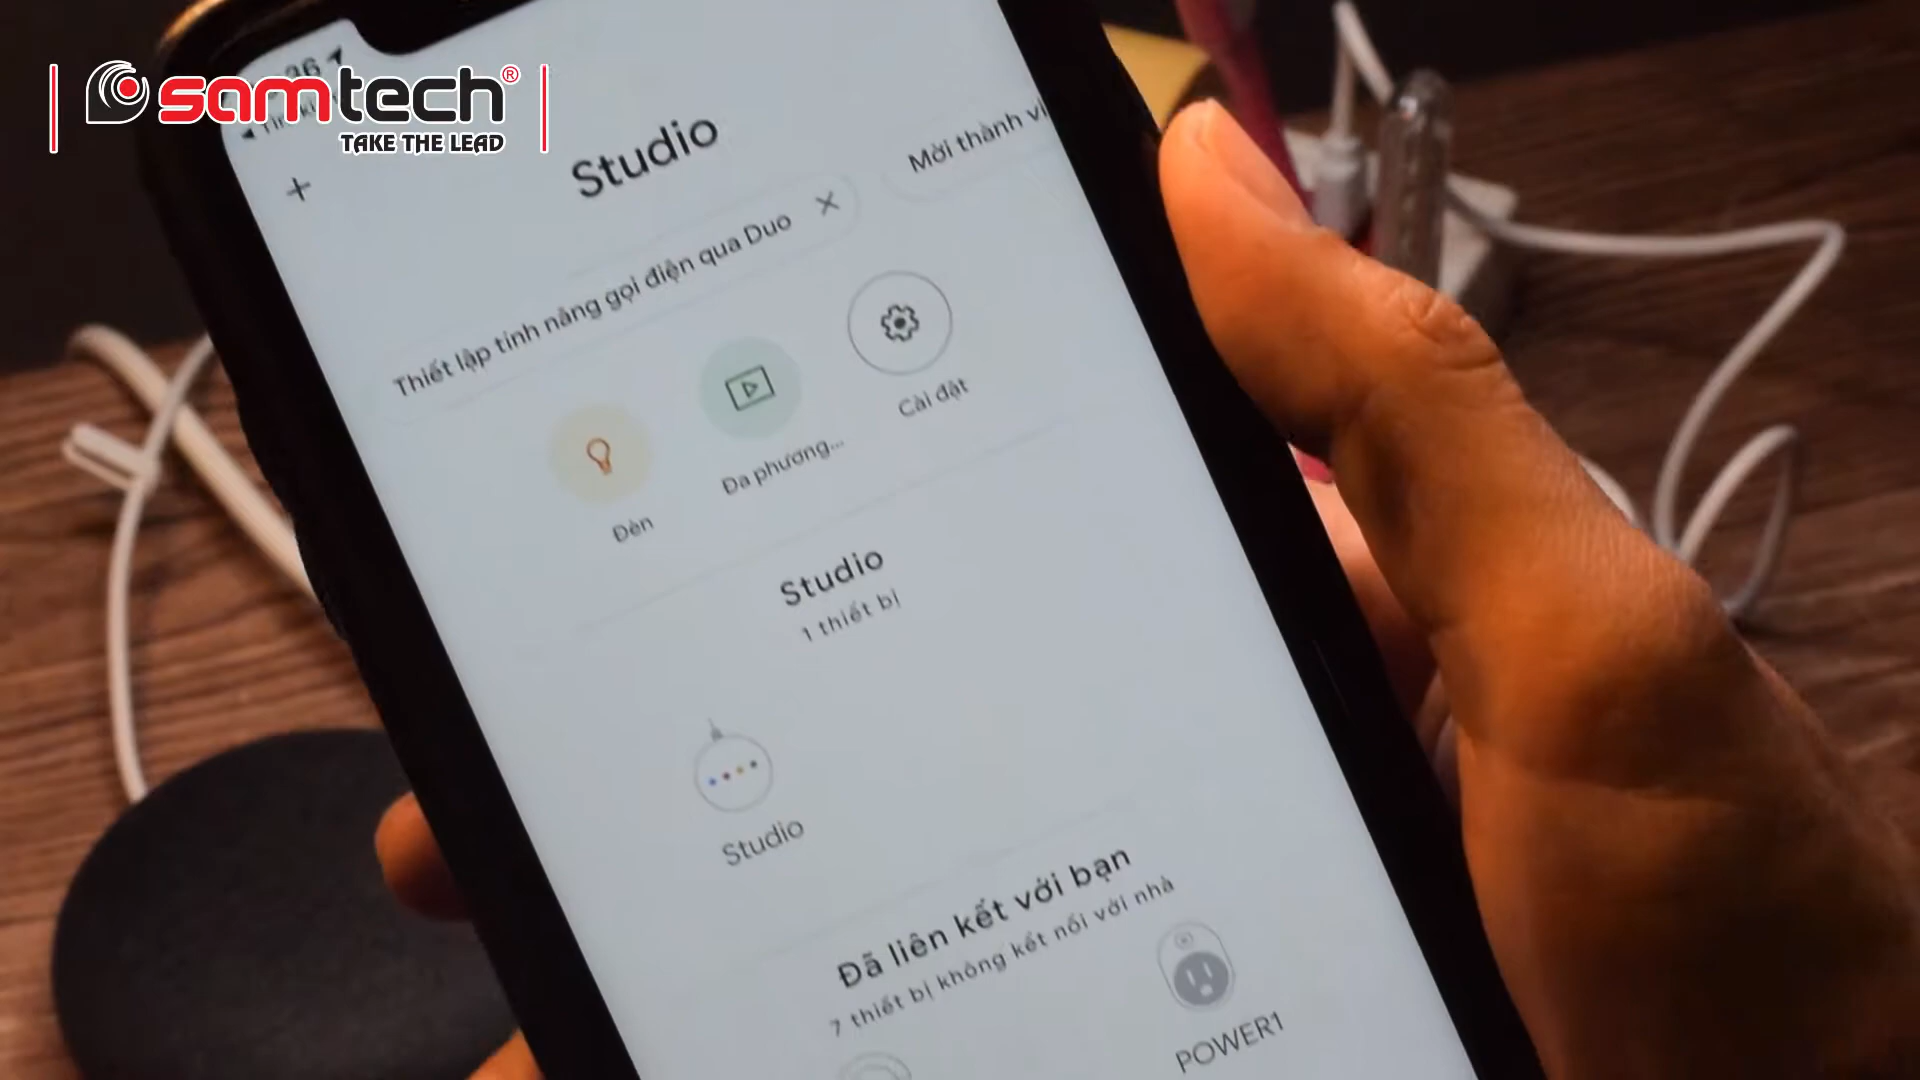 samtech®
TAKE THE LEAD
36
Studio
Mời thành vi
Thiết lập tính năng gọi điện qua Duo
Đèn
Đa phương...
Cài đặt
Studio
1 thiết bị
Studio
Đã liên kết với bạn
7 thiết bị không kết nối với nhà
POWER1